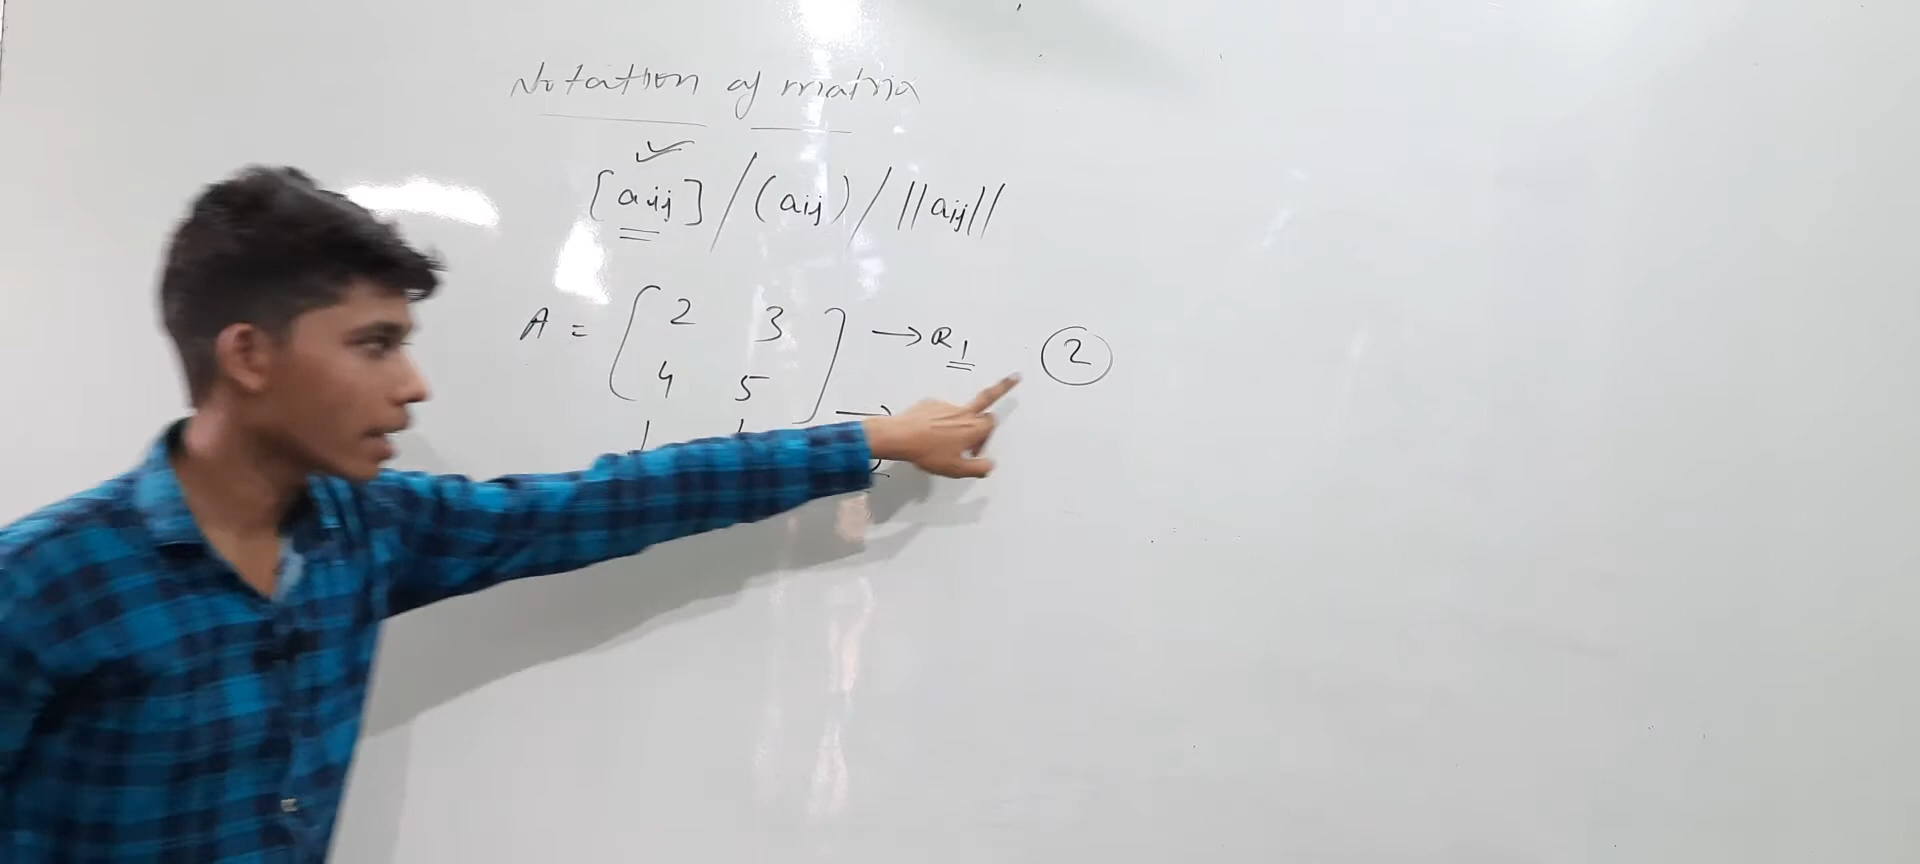 Notation of matrix
[aij] / (aij) / ||aij||
A = [ 2 3 → R1 2
4 5 ] →